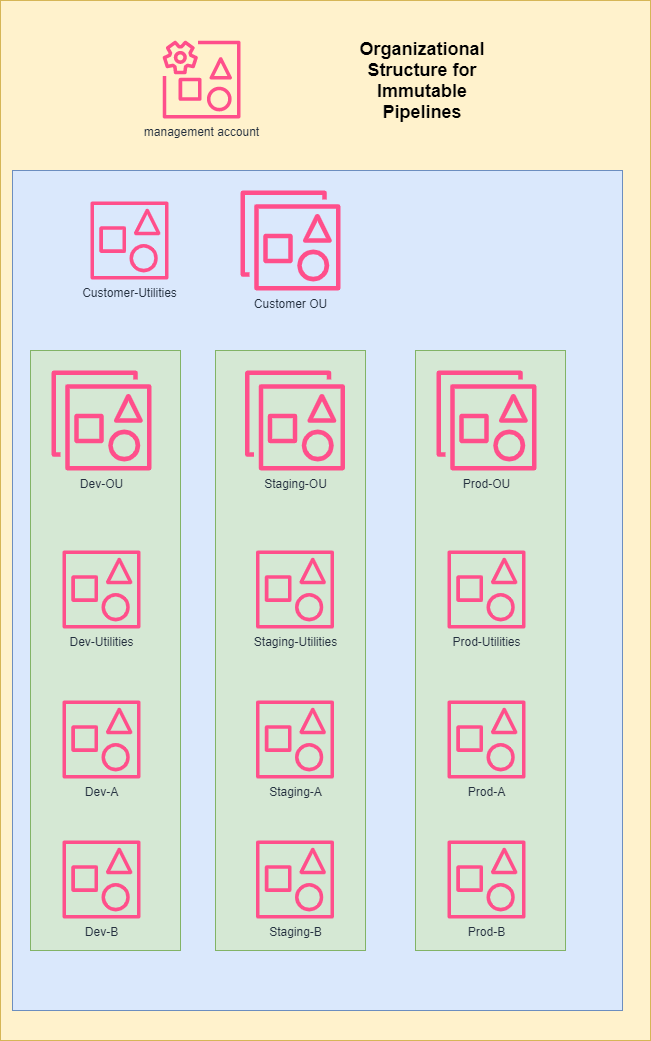 Organizational
Structure for
Immutable
Pipelines
management account
Customer-Utilities
Customer OU
Dev-OU
Staging-OU
Prod-OU
Dev-Utilities
Staging-Utilities
Prod-Utilities
Dev-A
Staging-A
Prod-A
Dev-B
Staging-B
Prod-B